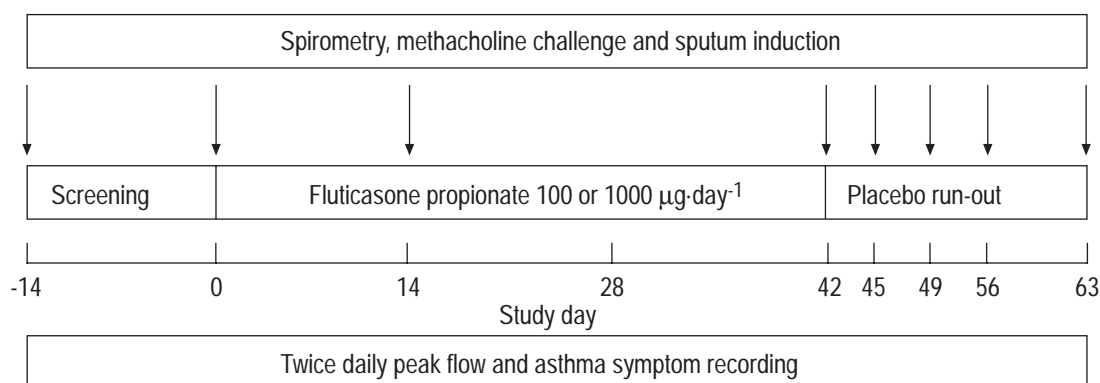 Spirometry, methacholine challenge and sputum induction
Screening Fluticasone propionate 100 or 1000 µg·day-1 Placebo run-out
-14 0 14 28 42 45 49 56 63
Study day
Twice daily peak flow and asthma symptom recording